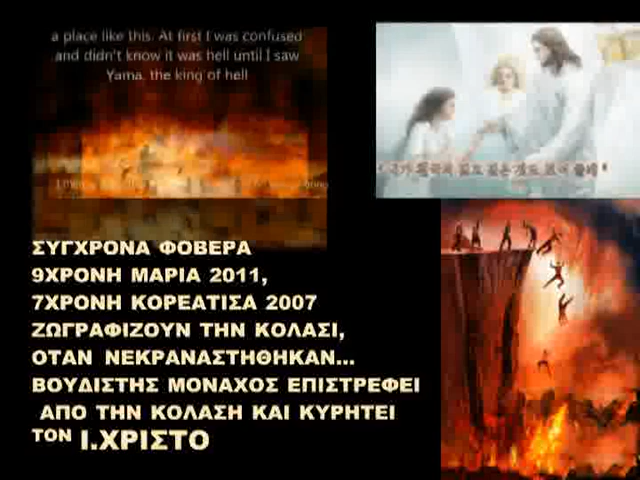 a place like this. At first I was confused
and didn't know it was hell until I saw
Yama, the king of hell
ΣΥΓΧΡΟΝΑ ΦΟΒΕΡΑ
9ΧΡΟΝΗ ΜΑΡΙΑ 2011,
7ΧΡΟΝΗ ΚΟΡΕΑΤΙΣΑ 2007
ΖΩΓΡΑΦΙΖΟΥΝ ΤΗΝ ΚΟΛΑΣΙ,
ΟΤΑΝ ΝΕΚΡΑΝΑΣΤΗΘΗΚΑΝ...
ΒΟΥΔΙΣΤΗΣ ΜΟΝΑΧΟΣ ΕΠΙΣΤΡΕΦΕΙ
ΑΠΟ ΤΗΝ ΚΟΛΑΣΗ ΚΑΙ ΚΥΡΗΤΕΙ
ΤΟΝ Ι.ΧΡΙΣΤΟ